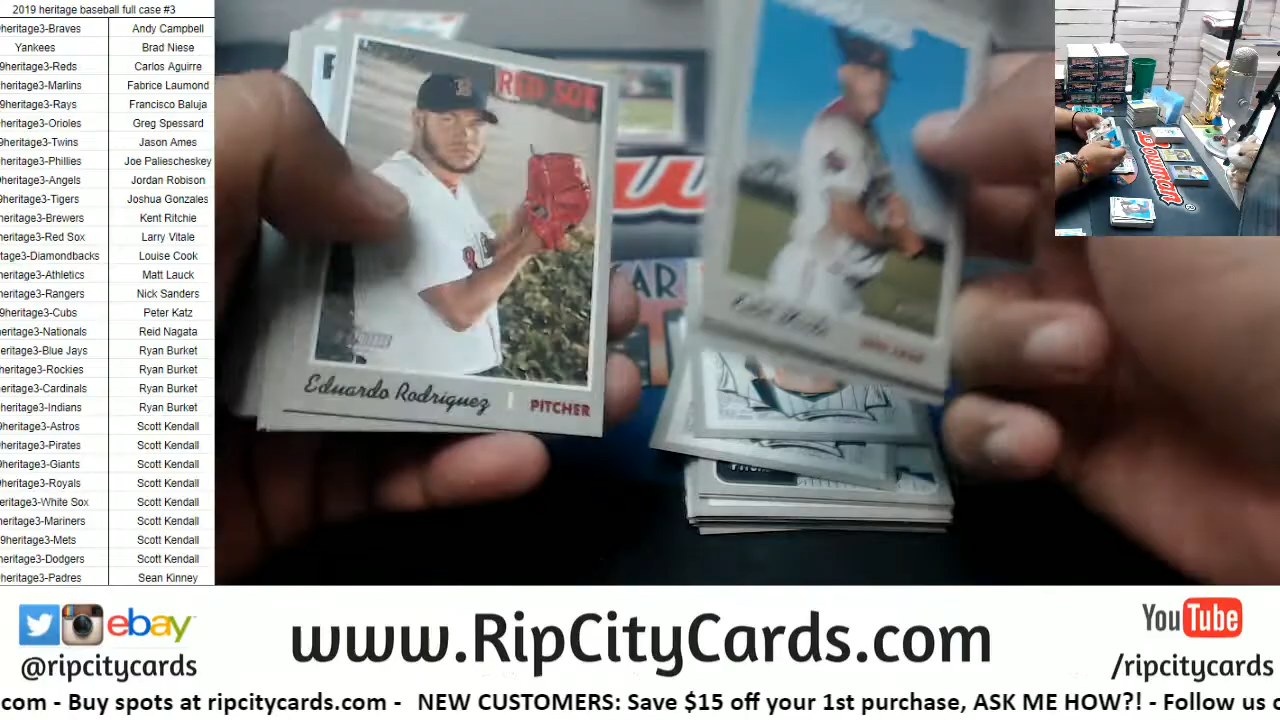 2019 heritage baseball full case #3
heritage3-Braves Andy Campbell
Yankees Brad Niese
9heritage3-Reds Carlos Aguirre
heritage3-Marlins Fabrice Laumond
9heritage3-Rays Francisco Baluja
heritage3-Orioles Greg Spessard
heritage3-Twins Jason Ames
heritage3-Phillies Joe Paliescheskey
heritage3-Angels Jordan Robison
heritage3-Tigers Joshua Gonzales
heritage3-Brewers Kent Ritchie
heritage3-Red Sox Larry Vitale
tage3-Diamondbacks Louise Cook
heritage3-Athletics Matt Lauck
heritage3-Rangers Nick Sanders
9heritage3-Cubs Peter Katz
heritage3-Nationals Reid Nagata
eritage3-Blue Jays Ryan Burket
heritage3-Rockies Ryan Burket
eritage3-Cardinals Ryan Burket
heritage3-Indians Ryan Burket
heritage3-Astros Scott Kendall
heritage3-Pirates Scott Kendall
heritage3-Giants Scott Kendall
heritage3-Royals Scott Kendall
eritage3-White Sox Scott Kendall
heritage3-Mariners Scott Kendall
9heritage3-Mets Scott Kendall
heritage3-Dodgers Scott Kendall
heritage3-Padres Sean Kinney
RED SOX
Eduardo Rodriguez PITCHER
Bowman
ebay
@ripcitycards
www.RipCityCards.com
YouTube
/ripcitycards
.com - Buy spots at ripcitycards.com - NEW CUSTOMERS: Save $15 off your 1st purchase, ASK ME HOW?! - Follow us